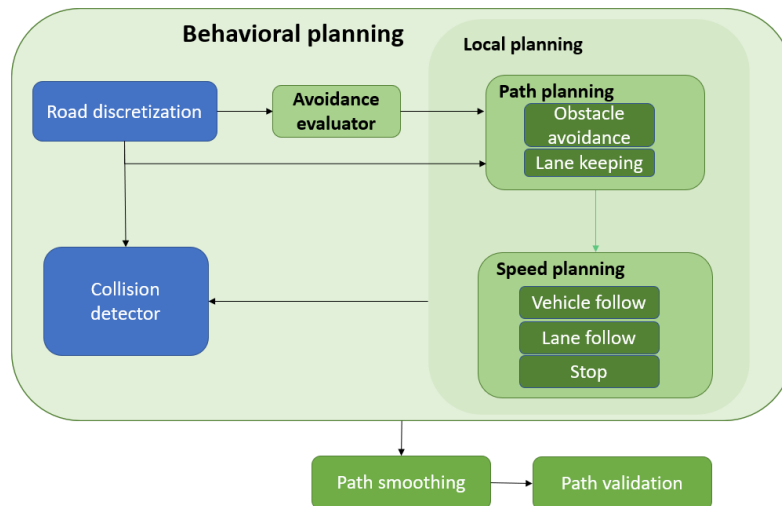 Behavioral planning
Local planning
Road discretization
Avoidance
evaluator
Path planning
Obstacle
avoidance
Lane keeping
Collision
detector
Speed planning
Vehicle follow
Lane follow
Stop
Path smoothing
Path validation